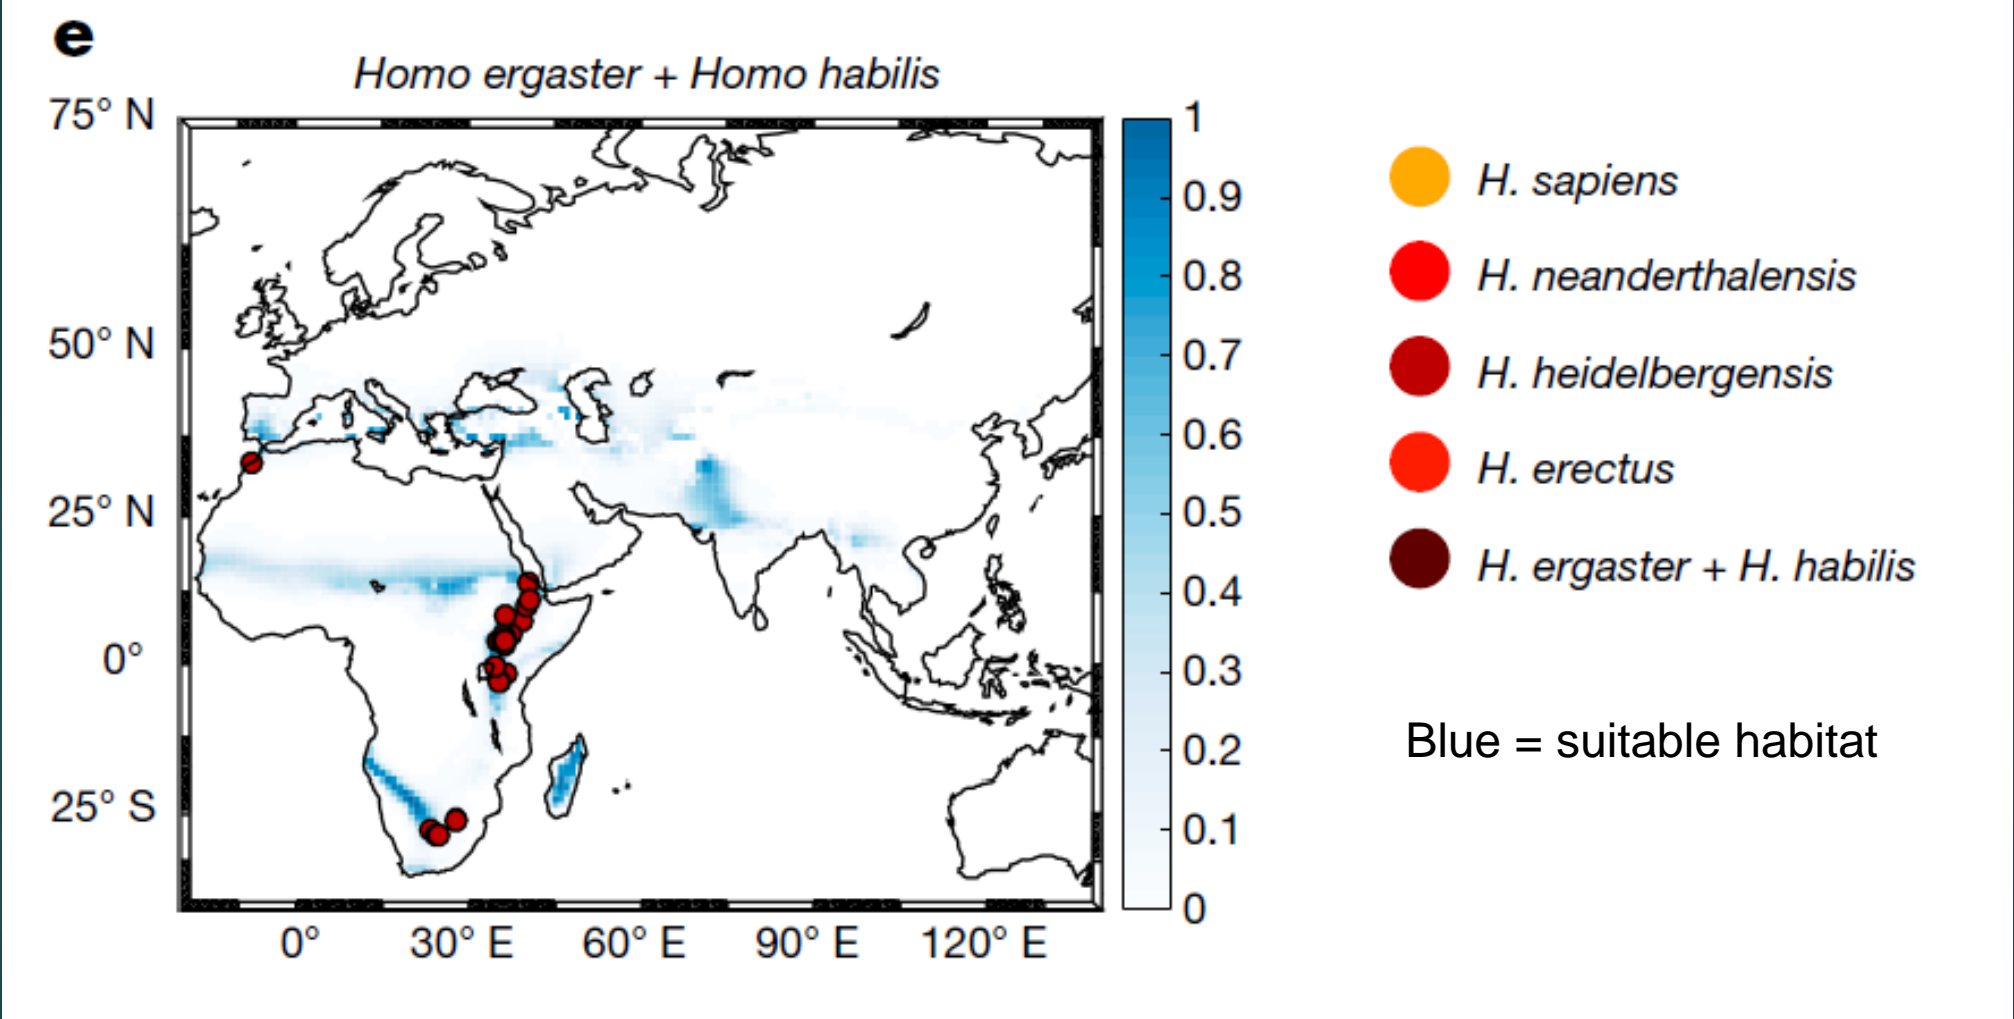 e
Homo ergaster + Homo habilis
75° N
50° N
25° N
0°
25° S
0°
30° E
60° E
90° E
120° E
1
0.9
0.8
0.7
0.6
0.5
0.4
0.3
0.2
0.1
0
H. sapiens
H. neanderthalensis
H. heidelbergensis
H. erectus
H. ergaster + H. habilis
Blue = suitable habitat